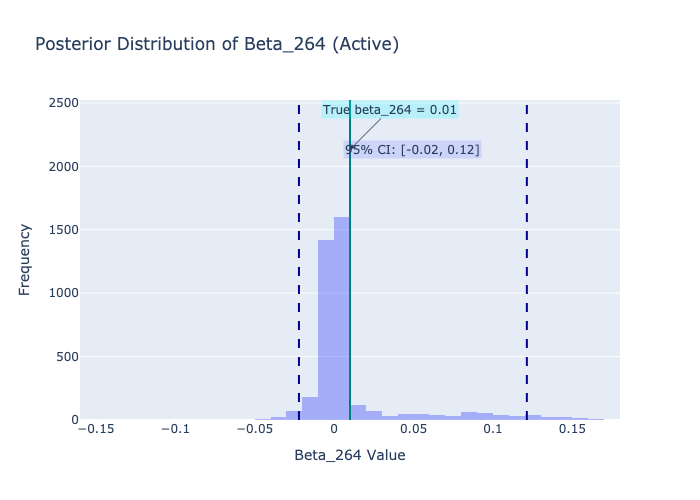 Posterior Distribution of Beta_264 (Active)
2500
2000
1500
1000
500
0
Frequency
True beta_264 = 0.01
95% CI: [-0.02, 0.12]
−0.15
−0.1
−0.05
0
0.05
0.1
0.15
Beta_264 Value